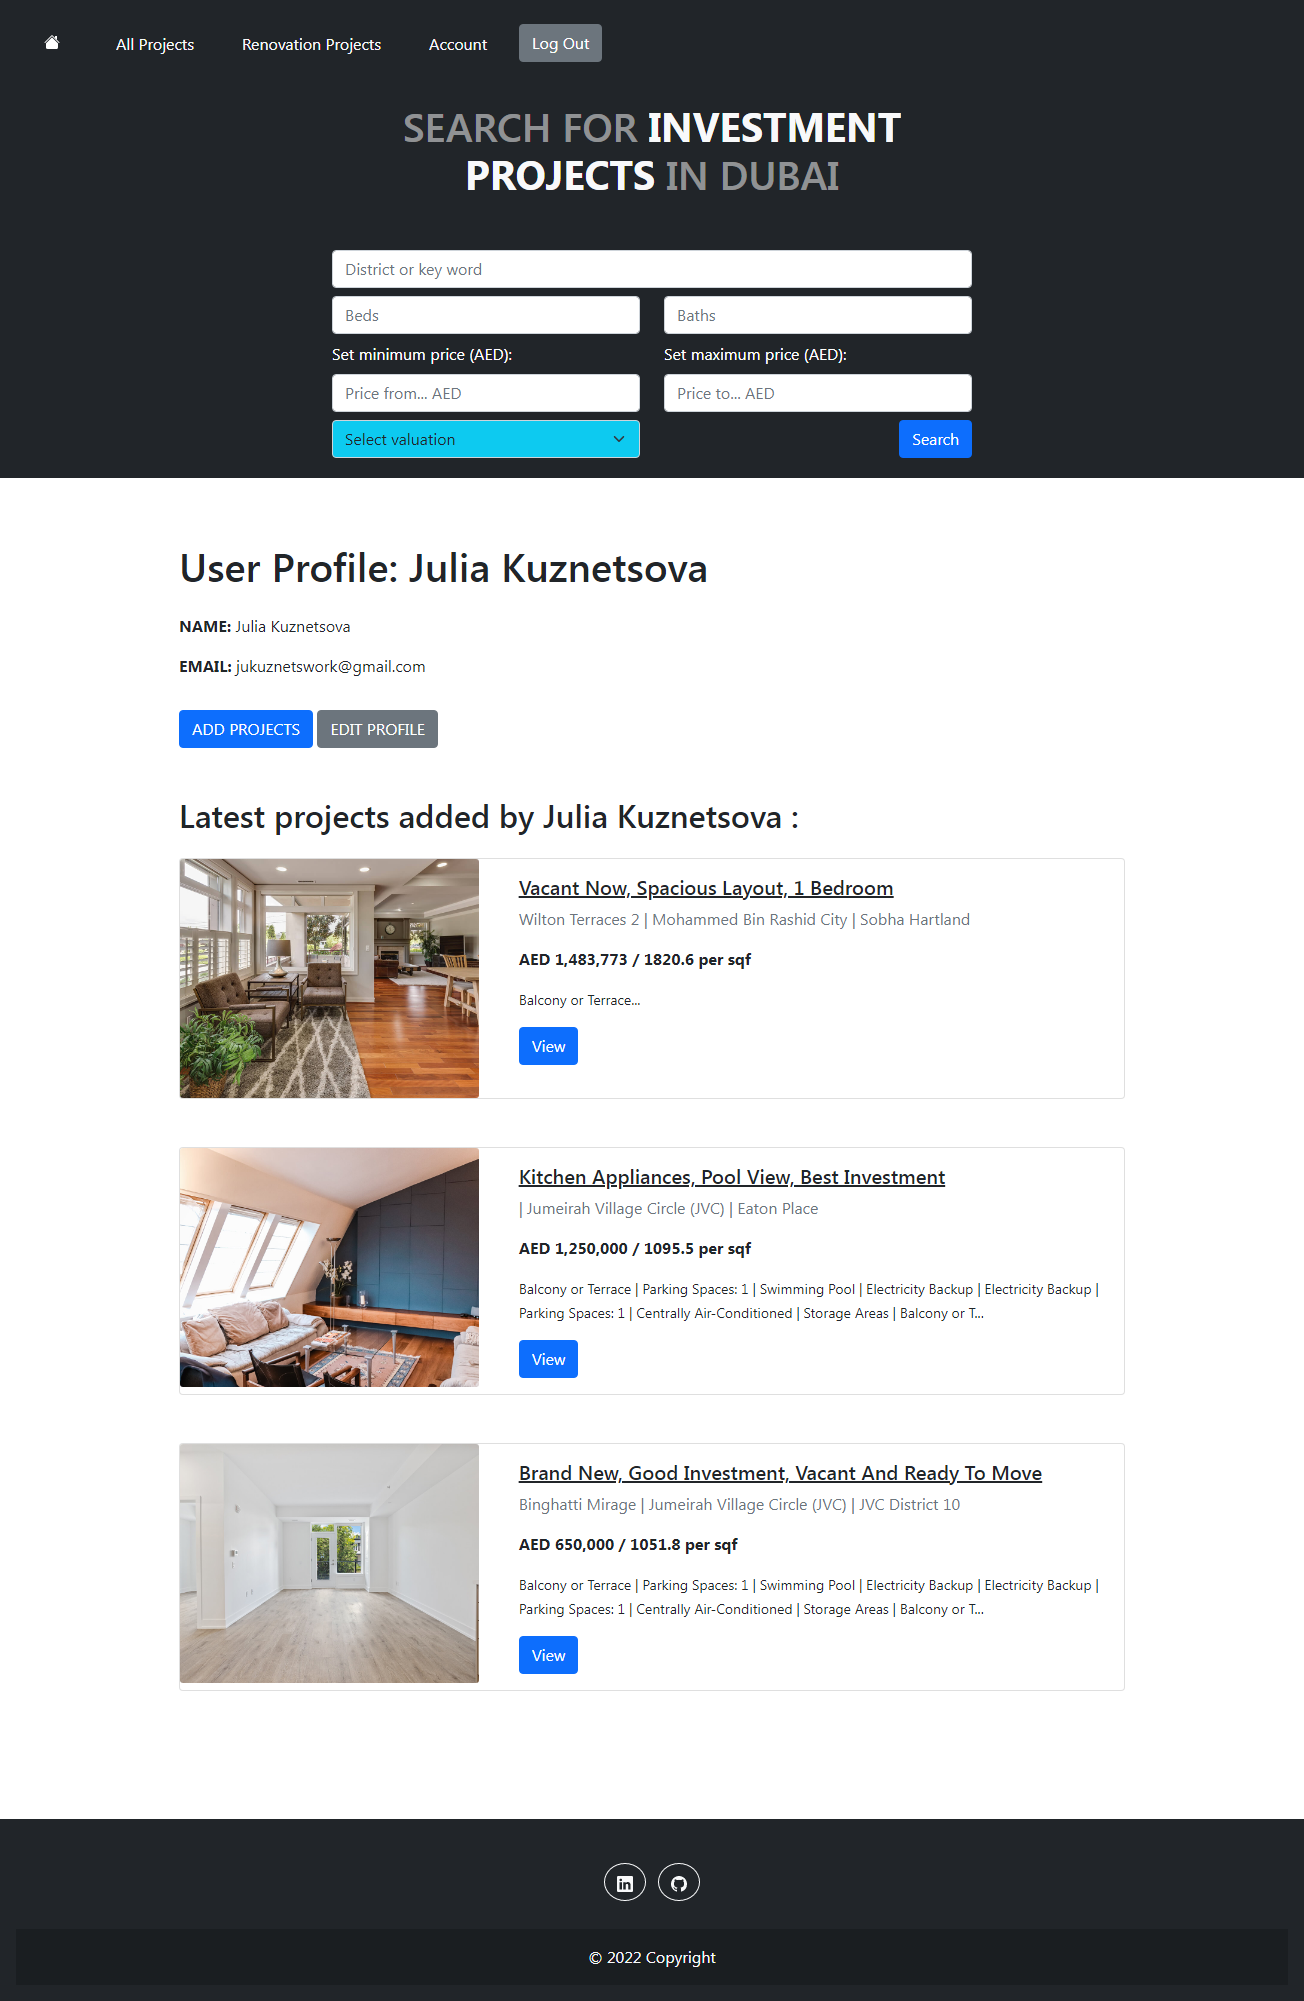 All Projects
Renovation Projects
Account
Log Out
SEARCH FOR INVESTMENT
PROJECTS IN DUBAI
District or key word
Beds
Baths
Set minimum price (AED):
Set maximum price (AED):
Price from... AED
Price to... AED
Select valuation
Search
User Profile: Julia Kuznetsova
NAME: Julia Kuznetsova
EMAIL: jukuznetswork@gmail.com
ADD PROJECTS
EDIT PROFILE
Latest projects added by Julia Kuznetsova :
Vacant Now, Spacious Layout, 1 Bedroom
Wilton Terraces 2 | Mohammed Bin Rashid City | Sobha Hartland
AED 1,483,773 / 1820.6 per sqf
Balcony or Terrace...
View
Kitchen Appliances, Pool View, Best Investment
| Jumeirah Village Circle (JVC) | Eaton Place
AED 1,250,000 / 1095.5 per sqf
Balcony or Terrace | Parking Spaces: 1 | Swimming Pool | Electricity Backup | Electricity Backup |
Parking Spaces: 1 | Centrally Air-Conditioned | Storage Areas | Balcony or T...
View
Brand New, Good Investment, Vacant And Ready To Move
Binghatti Mirage | Jumeirah Village Circle (JVC) | JVC District 10
AED 650,000 / 1051.8 per sqf
Balcony or Terrace | Parking Spaces: 1 | Swimming Pool | Electricity Backup | Electricity Backup |
Parking Spaces: 1 | Centrally Air-Conditioned | Storage Areas | Balcony or T...
View
in
© 2022 Copyright